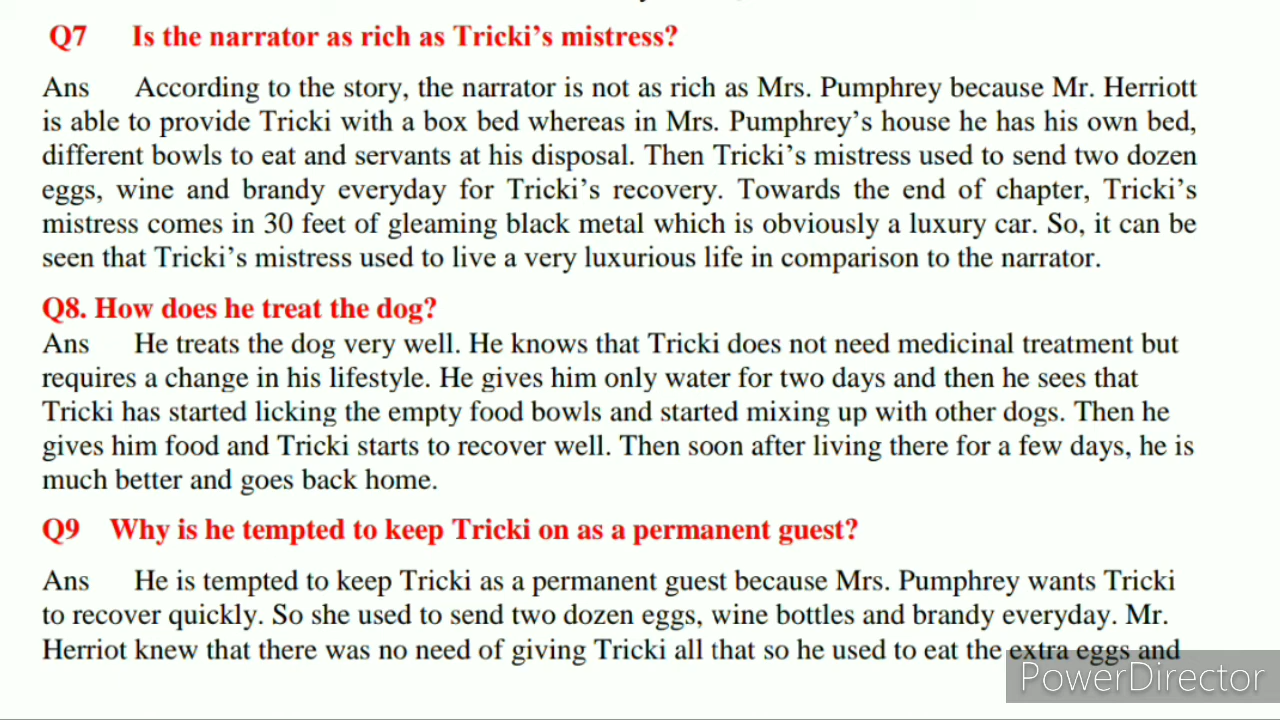 Q7 Is the narrator as rich as Tricki's mistress?
Ans According to the story, the narrator is not as rich as Mrs. Pumphrey because Mr. Herriott
is able to provide Tricki with a box bed whereas in Mrs. Pumphrey's house he has his own bed,
different bowls to eat and servants at his disposal. Then Tricki's mistress used to send two dozen
eggs, wine and brandy everyday for Tricki's recovery. Towards the end of chapter, Tricki's
mistress comes in 30 feet of gleaming black metal which is obviously a luxury car. So, it can be
seen that Tricki's mistress used to live a very luxurious life in comparison to the narrator.
Q8. How does he treat the dog?
Ans He treats the dog very well. He knows that Tricki does not need medicinal treatment but
requires a change in his lifestyle. He gives him only water for two days and then he sees that
Tricki has started licking the empty food bowls and started mixing up with other dogs. Then he
gives him food and Tricki starts to recover well. Then soon after living there for a few days, he is
much better and goes back home.
Q9 Why is he tempted to keep Tricki on as a permanent guest?
Ans He is tempted to keep Tricki as a permanent guest because Mrs. Pumphrey wants Tricki
to recover quickly. So she used to send two dozen eggs, wine bottles and brandy everyday. Mr.
Herriot knew that there was no need of giving Tricki all that so he used to eat the extra eggs and
PowerDirector